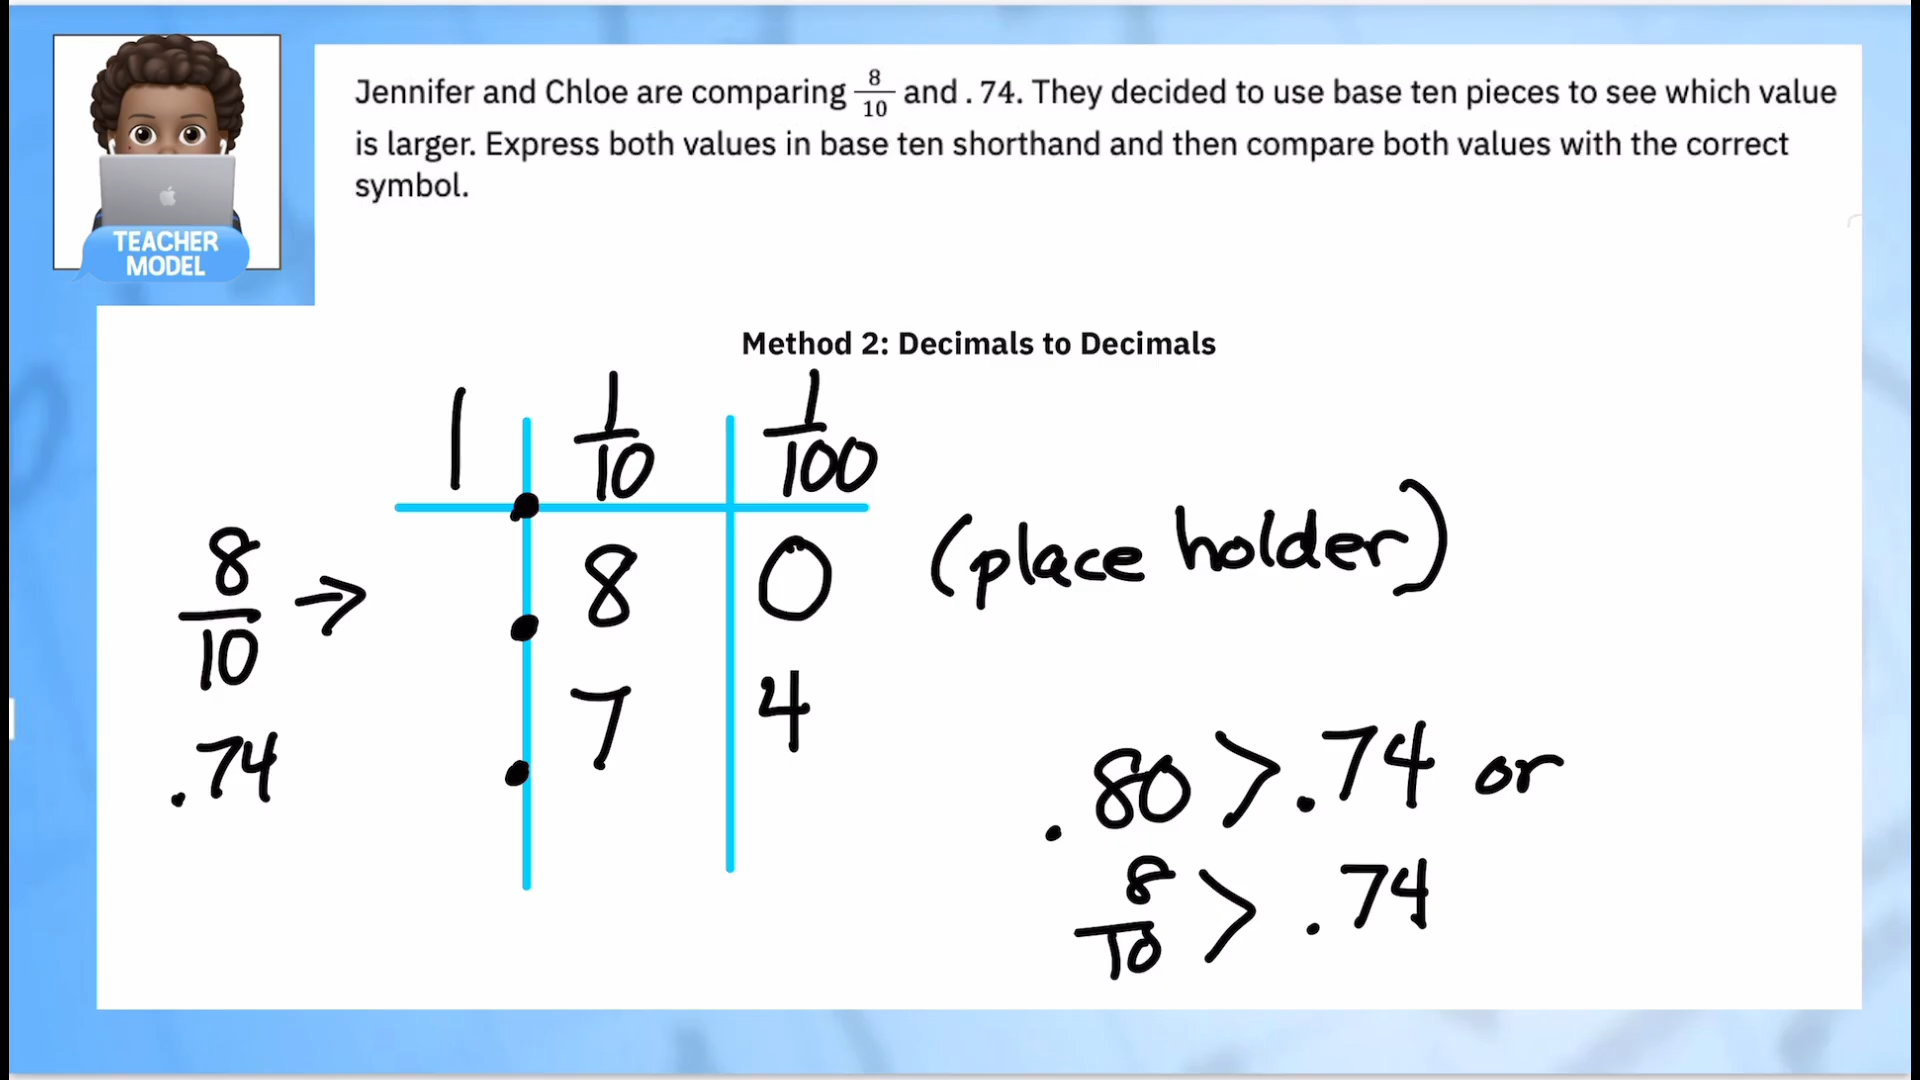 Jennifer and Chloe are comparing 8/10 and .74. They decided to use base ten pieces to see which value
is larger. Express both values in base ten shorthand and then compare both values with the correct
symbol.
TEACHER
MODEL
Method 2: Decimals to Decimals
1 1/10 1/100
8/10 → . 8 0 (place holder)
.74 . 7 4
.80 > .74 or
8/10 > .74